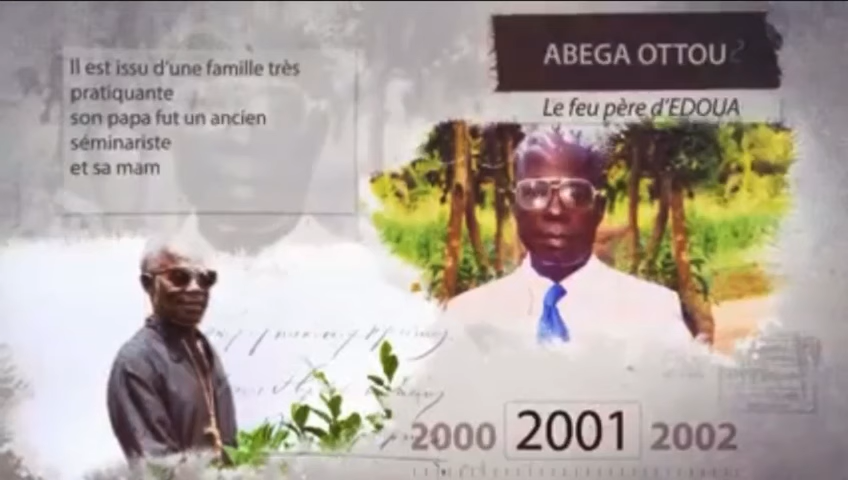 Il est issu d'une famille très
pratiquante
son papa fut un ancien
séminariste
et sa mam
ABEGA OTTOU
Le feu père d'EDOUA
2000 2001 2002